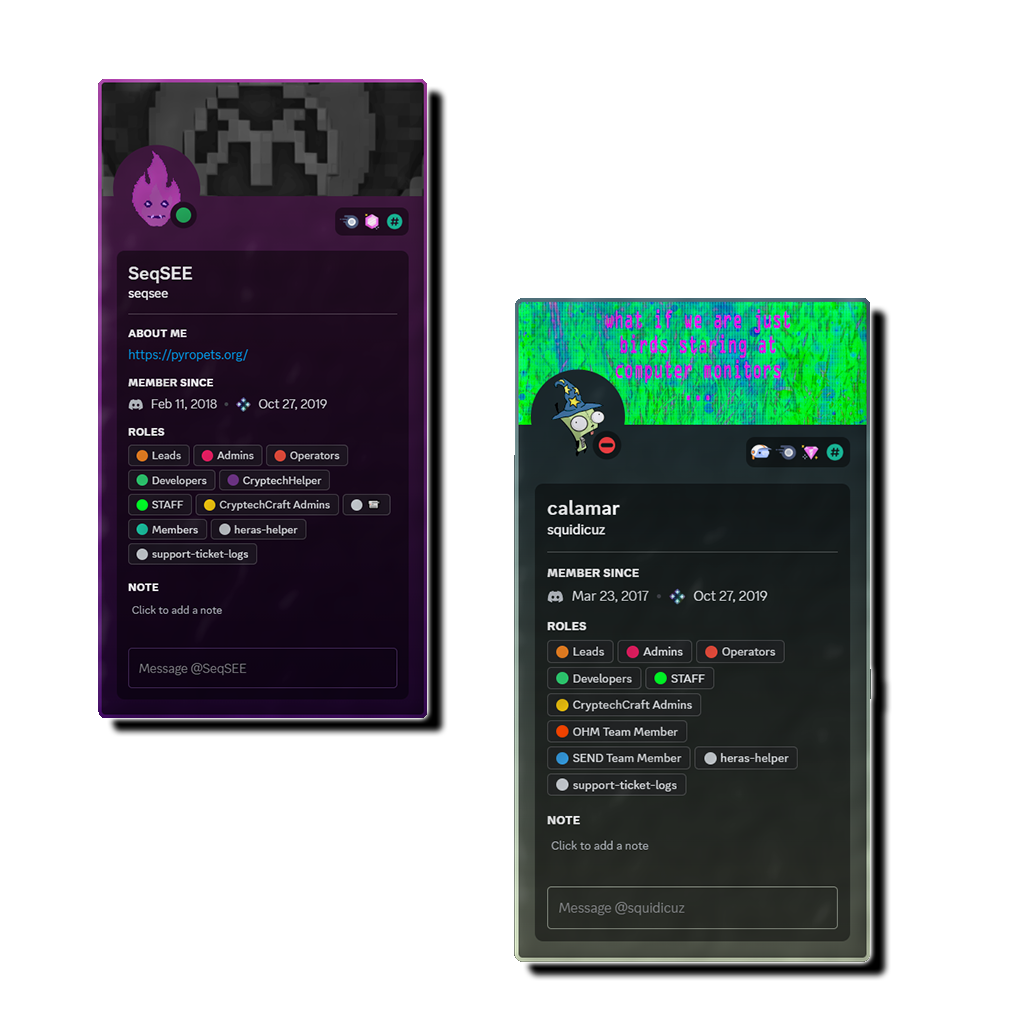 SeqSEE
seqsee
ABOUT ME
https://pyropets.org/
MEMBER SINCE
Feb 11, 2018 • Oct 27, 2019
ROLES
Leads Admins Operators
Developers CryptechHelper
STAFF CryptechCraft Admins
Members heras-helper
support-ticket-logs
NOTE
Click to add a note
Message @SeqSEE
what if we are just
birds staring at
computer monitors
...
calamar
squidicuz
MEMBER SINCE
Mar 23, 2017 • Oct 27, 2019
ROLES
Leads Admins Operators
Developers STAFF
CryptechCraft Admins
OHM Team Member
SEND Team Member heras-helper
support-ticket-logs
NOTE
Click to add a note
Message @squidicuz